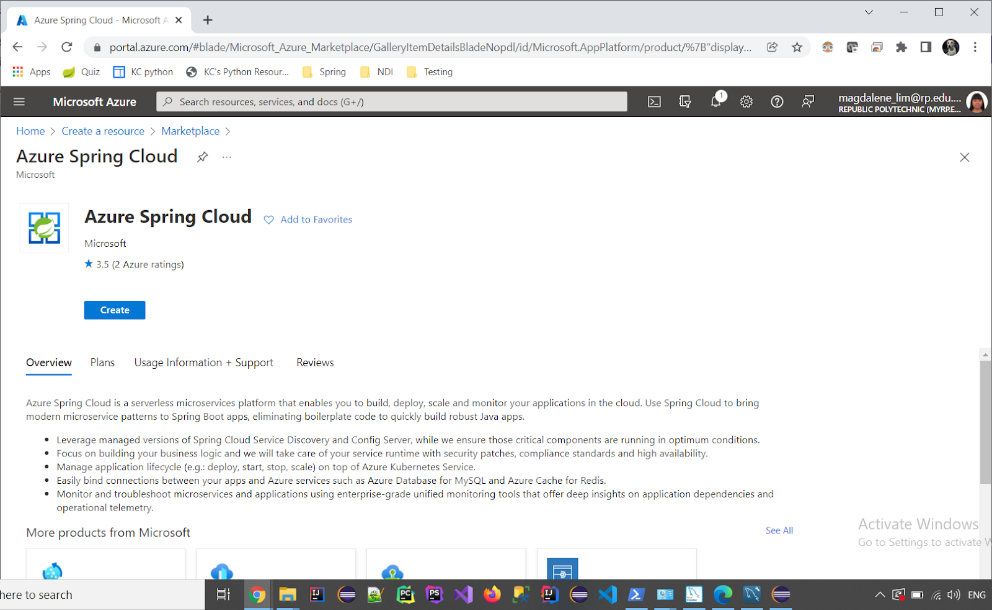 Azure Spring Cloud - Microsoft A
portal.azure.com/#blade/Microsoft_Azure_Marketplace/GalleryItemDetailsBladeNopdl/id/Microsoft.AppPlatform/product/%7B"display...
Apps Quiz KC python KC's Python Resour... Spring NDI Testing
Microsoft Azure Search resources, services, and docs (G+/) 1 magdalene_lim@rp.edu....
REPUBLIC POLYTECHNIC (MYRP.E...
Home > Create a resource > Marketplace >
Azure Spring Cloud ...
Microsoft
Azure Spring Cloud Add to Favorites
Microsoft
★ 3.5 (2 Azure ratings)
Create
Overview Plans Usage Information + Support Reviews
Azure Spring Cloud is a serverless microservices platform that enables you to build, deploy, scale and monitor your applications in the cloud. Use Spring Cloud to bring
modern microservice patterns to Spring Boot apps, eliminating boilerplate code to quickly build robust Java apps.
• Leverage managed versions of Spring Cloud Service Discovery and Config Server, while we ensure those critical components are running in optimum conditions.
• Focus on building your business logic and we will take care of your service runtime with security patches, compliance standards and high availability.
• Manage application lifecycle (e.g.: deploy, start, stop, scale) on top of Azure Kubernetes Service.
• Easily bind connections between your apps and Azure services such as Azure Database for MySQL and Azure Cache for Redis.
• Monitor and troubleshoot microservices and applications using enterprise-grade unified monitoring tools that offer deep insights on application dependencies and
operational telemetry.
More products from Microsoft See All
Activate Windows
Go to Settings to activate W
here to search ENG